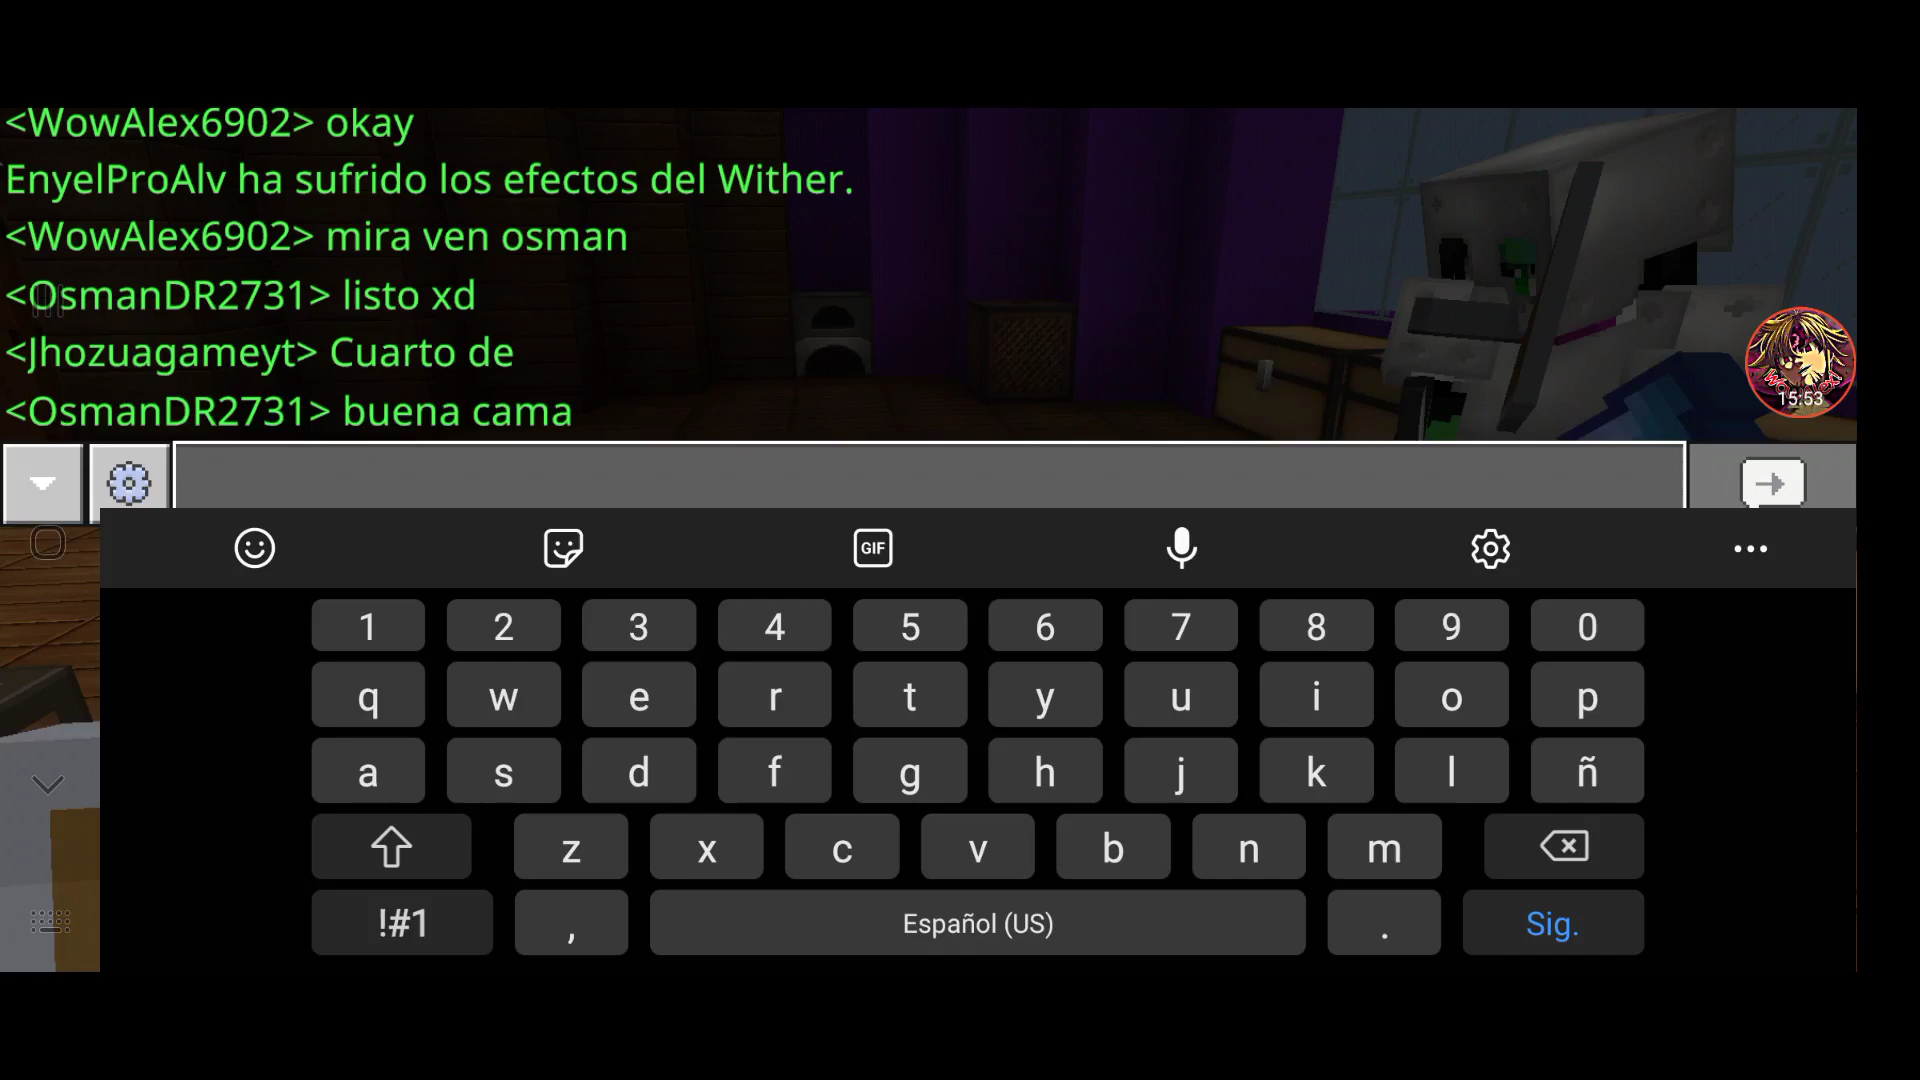 <WowAlex6902> okay
EnyelProAlv ha sufrido los efectos del Wither.
<WowAlex6902> mira ven osman
<OsmanDR2731> listo xd
<Jhozuagameyt> Cuarto de
<OsmanDR2731> buena cama
15:53
GIF
1 2 3 4 5 6 7 8 9 0
q w e r t y u i o p
a s d f g h j k l ñ
z x c v b n m
!#1 , Español (US) . Sig.